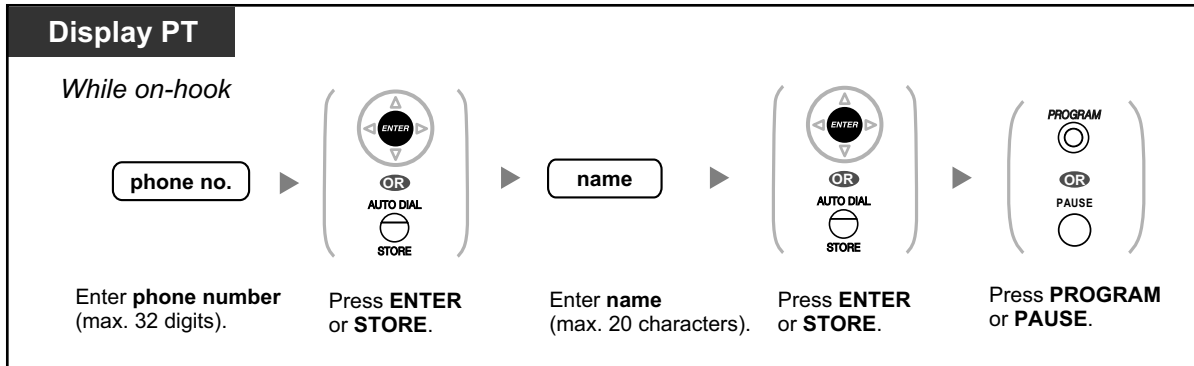 Display PT
While on-hook
phone no.
ENTER
OR
AUTO DIAL
STORE
name
ENTER
OR
AUTO DIAL
STORE
PROGRAM
OR
PAUSE
Enter phone number
(max. 32 digits).
Press ENTER
or STORE.
Enter name
(max. 20 characters).
Press ENTER
or STORE.
Press PROGRAM
or PAUSE.